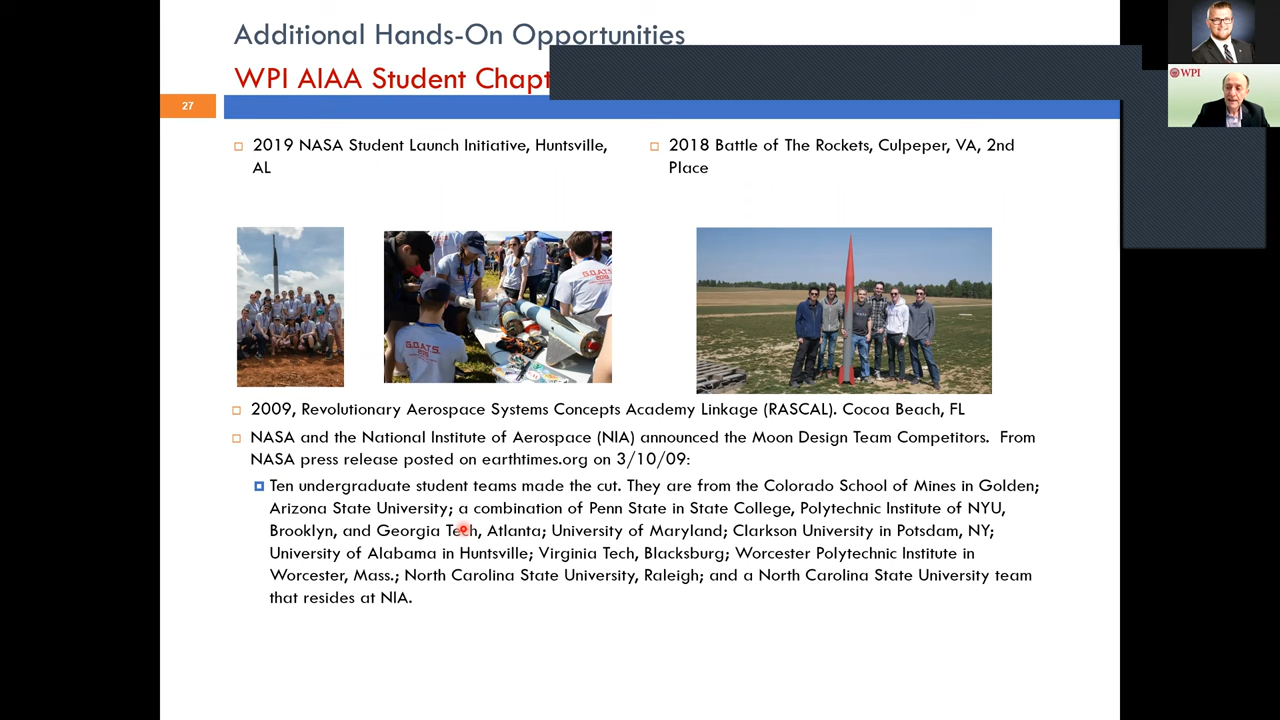 Additional Hands-On Opportunities
WPI AIAA Student Chapt
27
WPI
2019 NASA Student Launch Initiative, Huntsville,
AL
2018 Battle of The Rockets, Culpeper, VA, 2nd
Place
G.O.A.T.S.
2019
G.O.A.T.S.
2019
2009, Revolutionary Aerospace Systems Concepts Academy Linkage (RASCAL). Cocoa Beach, FL
NASA and the National Institute of Aerospace (NIA) announced the Moon Design Team Competitors. From
NASA press release posted on earthtimes.org on 3/10/09:
Ten undergraduate student teams made the cut. They are from the Colorado School of Mines in Golden;
Arizona State University; a combination of Penn State in State College, Polytechnic Institute of NYU,
Brooklyn, and Georgia Tech, Atlanta; University of Maryland; Clarkson University in Potsdam, NY;
University of Alabama in Huntsville; Virginia Tech, Blacksburg; Worcester Polytechnic Institute in
Worcester, Mass.; North Carolina State University, Raleigh; and a North Carolina State University team
that resides at NIA.